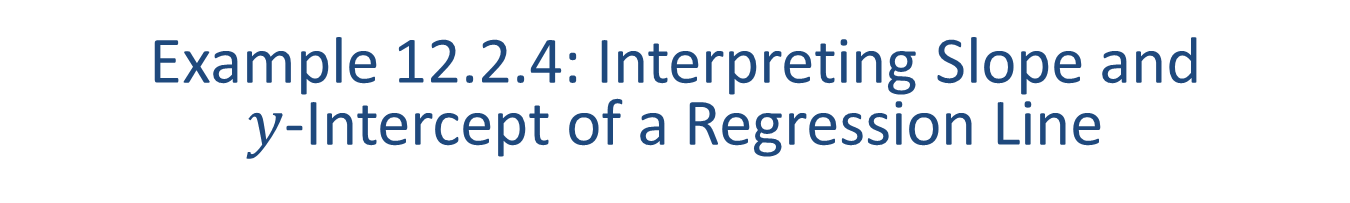 Example 12.2.4: Interpreting Slope and
𝑦-Intercept of a Regression Line